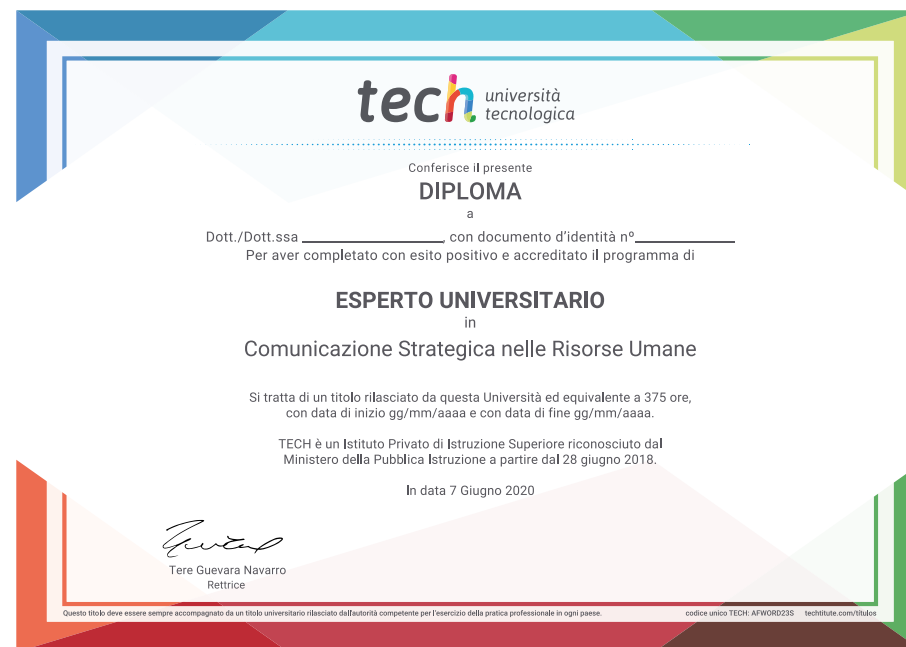 tech università
tecnologica
Conferisce il presente
DIPLOMA
a
Dott./Dott.ssa ____________________, con documento d'identità nº______________
Per aver completato con esito positivo e accreditato il programma di
ESPERTO UNIVERSITARIO
in
Comunicazione Strategica nelle Risorse Umane
Si tratta di un titolo rilasciato da questa Università ed equivalente a 375 ore,
con data di inizio gg/mm/aaaa e con data di fine gg/mm/aaaa.
TECH è un Istituto Privato di Istruzione Superiore riconosciuto dal
Ministero della Pubblica Istruzione a partire dal 28 giugno 2018.
In data 7 Giugno 2020
Tere Guevara Navarro
Rettrice
Questo titolo deve essere sempre accompagnato da un titolo universitario rilasciato dall'autorità competente per l'esercizio della pratica professionale in ogni paese. codice unico TECH: AFWORD23S techtitute.com/títulos